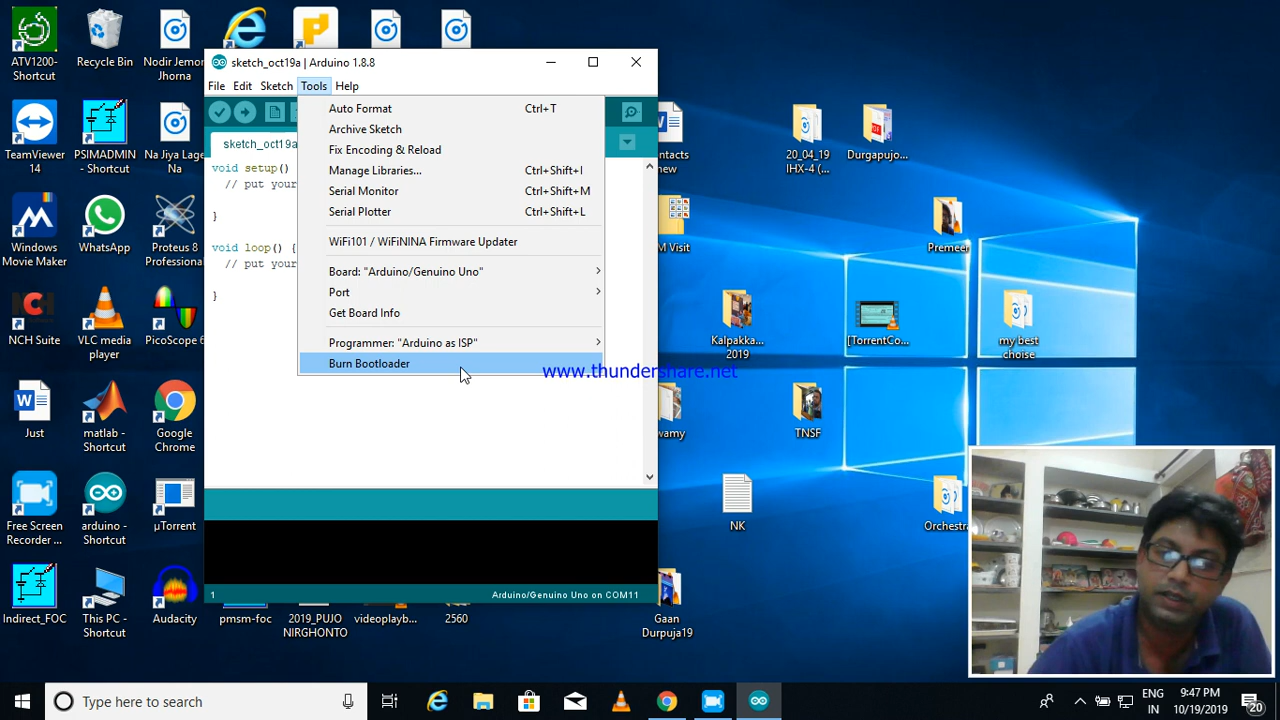 ATV1200-
Shortcut
Recycle Bin
Nodir Jemon
Jhorna
sketch_oct19a | Arduino 1.8.8
File Edit Sketch Tools Help
Auto Format Ctrl+T
Archive Sketch
Fix Encoding & Reload
Manage Libraries... Ctrl+Shift+I
Serial Monitor Ctrl+Shift+M
Serial Plotter Ctrl+Shift+L
WiFi101 / WiFiNINA Firmware Updater
Board: "Arduino/Genuino Uno"
Port
Get Board Info
Programmer: "Arduino as ISP"
Burn Bootloader
sketch_oct19a
void setup()
// put your
}
void loop() {
// put your
}
1
Arduino/Genuino Uno on COM11
www.thundershare.net
TeamViewer
14
PSIMADMIN
- Shortcut
Na Jiya Lage
Na
Windows
Movie Maker
WhatsApp
Proteus 8
Professional
NCH Suite
VLC media
player
PicoScope 6
Just
matlab -
Shortcut
Google
Chrome
Free Screen
Recorder ...
arduino -
Shortcut
µTorrent
Indirect_FOC
This PC -
Shortcut
Audacity
pmsm-foc
2019_PUJO
NIRGHONTO
videoplayb...
2560
Gaan
Durpuja19
ontacts
new
20_04_19
IHX-4 (...
Durgapujo...
M Visit
Premeer
Kalpakka...
2019
[TorrentCo...
my best
choise
wamy
TNSF
NK
Orchestra
Type here to search
ENG
IN
9:47 PM
10/19/2019
20